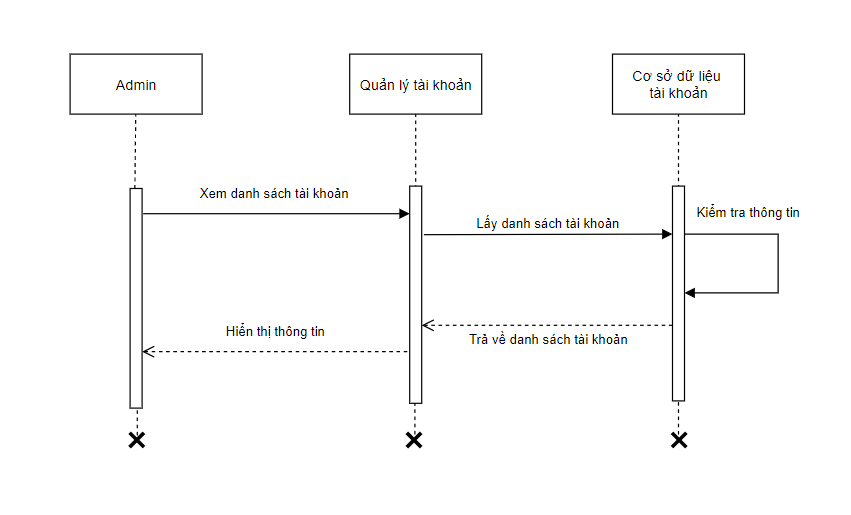 Admin
Quản lý tài khoản
Cơ sở dữ liệu
tài khoản
Xem danh sách tài khoản
Kiểm tra thông tin
Lấy danh sách tài khoản
Hiển thị thông tin
Trả về danh sách tài khoản